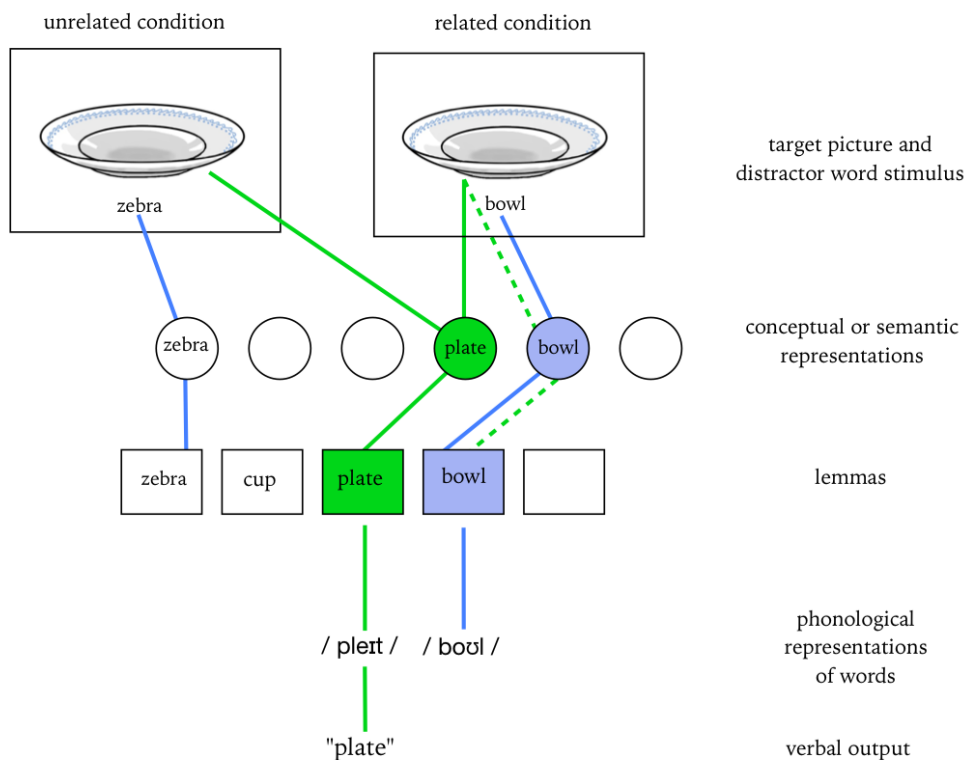 unrelated condition
related condition
zebra
bowl
target picture and
distractor word stimulus
zebra
plate
bowl
conceptual or semantic
representations
zebra
cup
plate
bowl
lemmas
/ pleɪt /
/ boʊl /
phonological
representations
of words
"plate"
verbal output